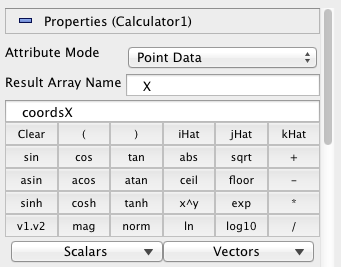 Properties (Calculator1)
Attribute Mode Point Data
Result Array Name X
coordsX
Clear ( ) iHat jHat kHat
sin cos tan abs sqrt +
asin acos atan ceil floor -
sinh cosh tanh x^y exp *
v1.v2 mag norm ln log10 /
Scalars Vectors